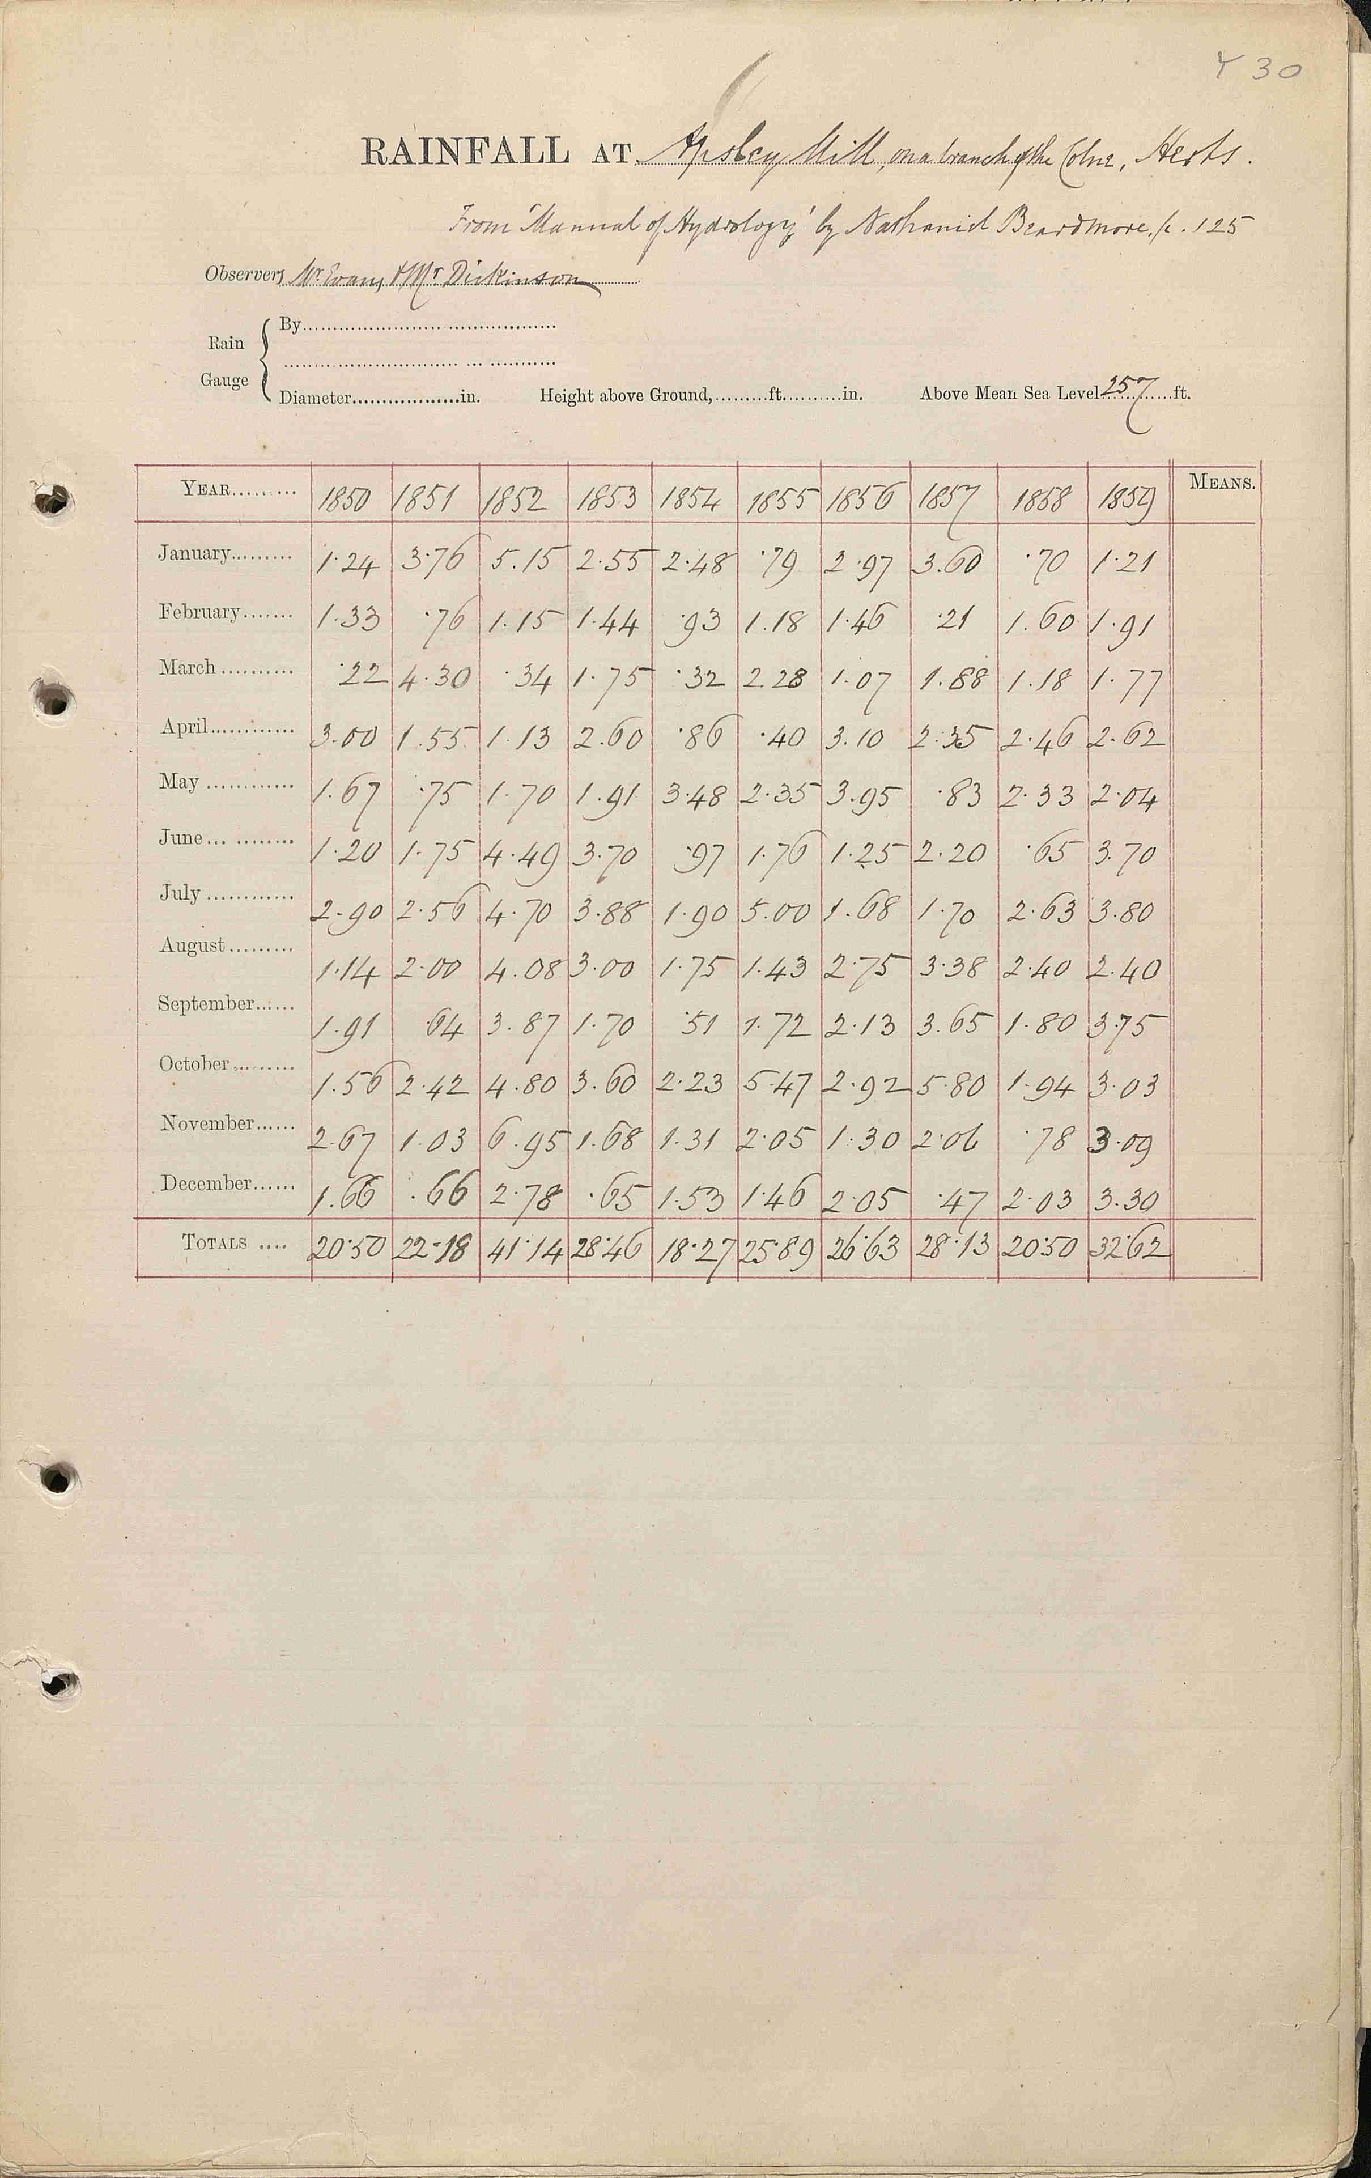 Y 30
RAINFALL AT Apsley Mill, on a branch of the Colne, Herts.
From 'Manual of Hydrology' by Nathaniel Beardmore, p. 125
Observers Mr Evans & Mr Dickinson
Rain Gauge { By
Diameter..................in. Height above Ground,.........ft..........in. Above Mean Sea Level 257 ft.
YEAR......... 1850 1851 1852 1853 1854 1855 1856 1857 1858 1859 MEANS.
January......... 1.24 3.76 5.15 2.55 2.48 .79 2.97 3.60 .70 1.21
February....... 1.33 .76 1.15 1.44 .93 1.18 1.46 .21 1.60 1.91
March .......... .22 4.30 .34 1.75 .32 2.28 1.07 1.88 1.18 1.77
April............ 3.00 1.55 1.13 2.60 .86 .40 3.10 2.35 2.46 2.62
May ............ 1.67 .75 1.70 1.91 3.48 2.35 3.95 .83 2.33 2.04
June... ......... 1.20 1.75 4.49 3.70 .97 1.76 1.25 2.20 .65 3.70
July ............ 2.90 2.56 4.70 3.88 1.90 5.00 1.68 1.70 2.63 3.80
August......... 1.14 2.00 4.08 3.00 1.75 1.43 2.75 3.38 2.40 2.40
September...... 1.91 .64 3.87 1.70 .51 1.72 2.13 3.65 1.80 3.75
October......... 1.56 2.42 4.80 3.60 2.23 5.47 2.92 5.80 1.94 3.03
November...... 2.67 1.03 6.95 1.68 1.31 2.05 1.30 2.06 .78 3.09
December...... 1.66 .66 2.78 .65 1.53 1.46 2.05 .47 2.03 3.30
TOTALS .... 20.50 22.18 41.14 28.46 18.27 25.89 26.63 28.13 20.50 32.62